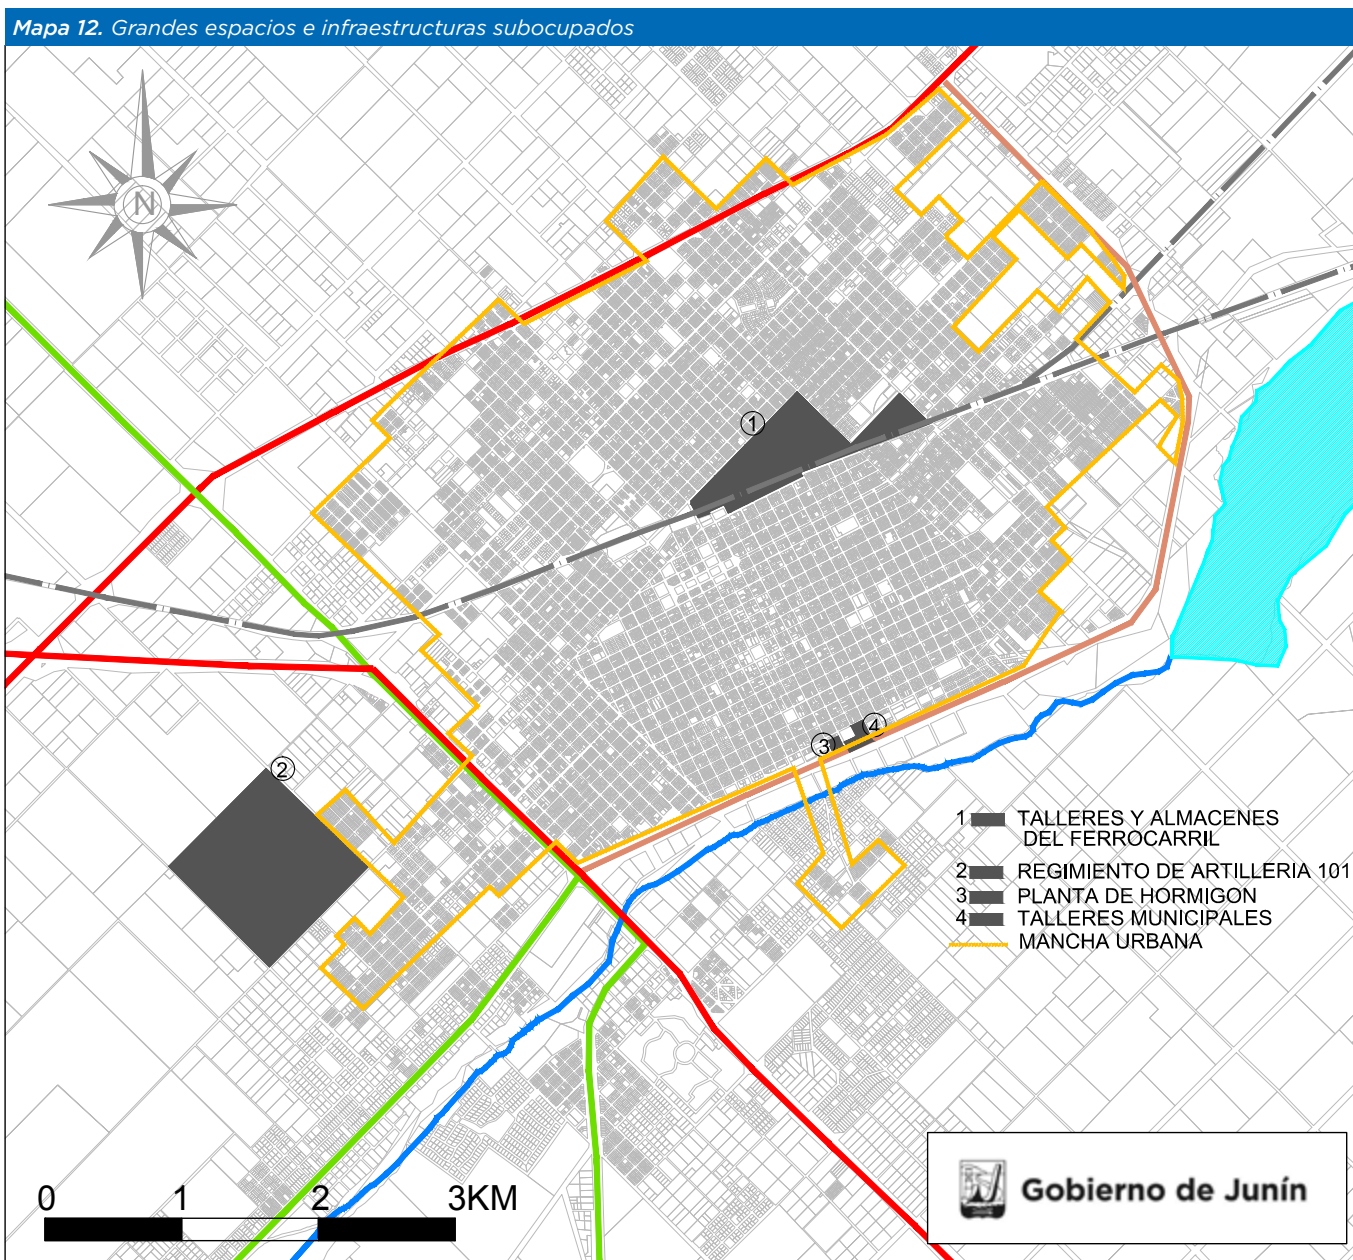 Mapa 12. Grandes espacios e infraestructuras subocupados
N
1
2
3
4
1 TALLERES Y ALMACENES
DEL FERROCARRIL
2 REGIMIENTO DE ARTILLERIA 101
3 PLANTA DE HORMIGON
4 TALLERES MUNICIPALES
MANCHA URBANA
0 1 2 3KM
Gobierno de Junín